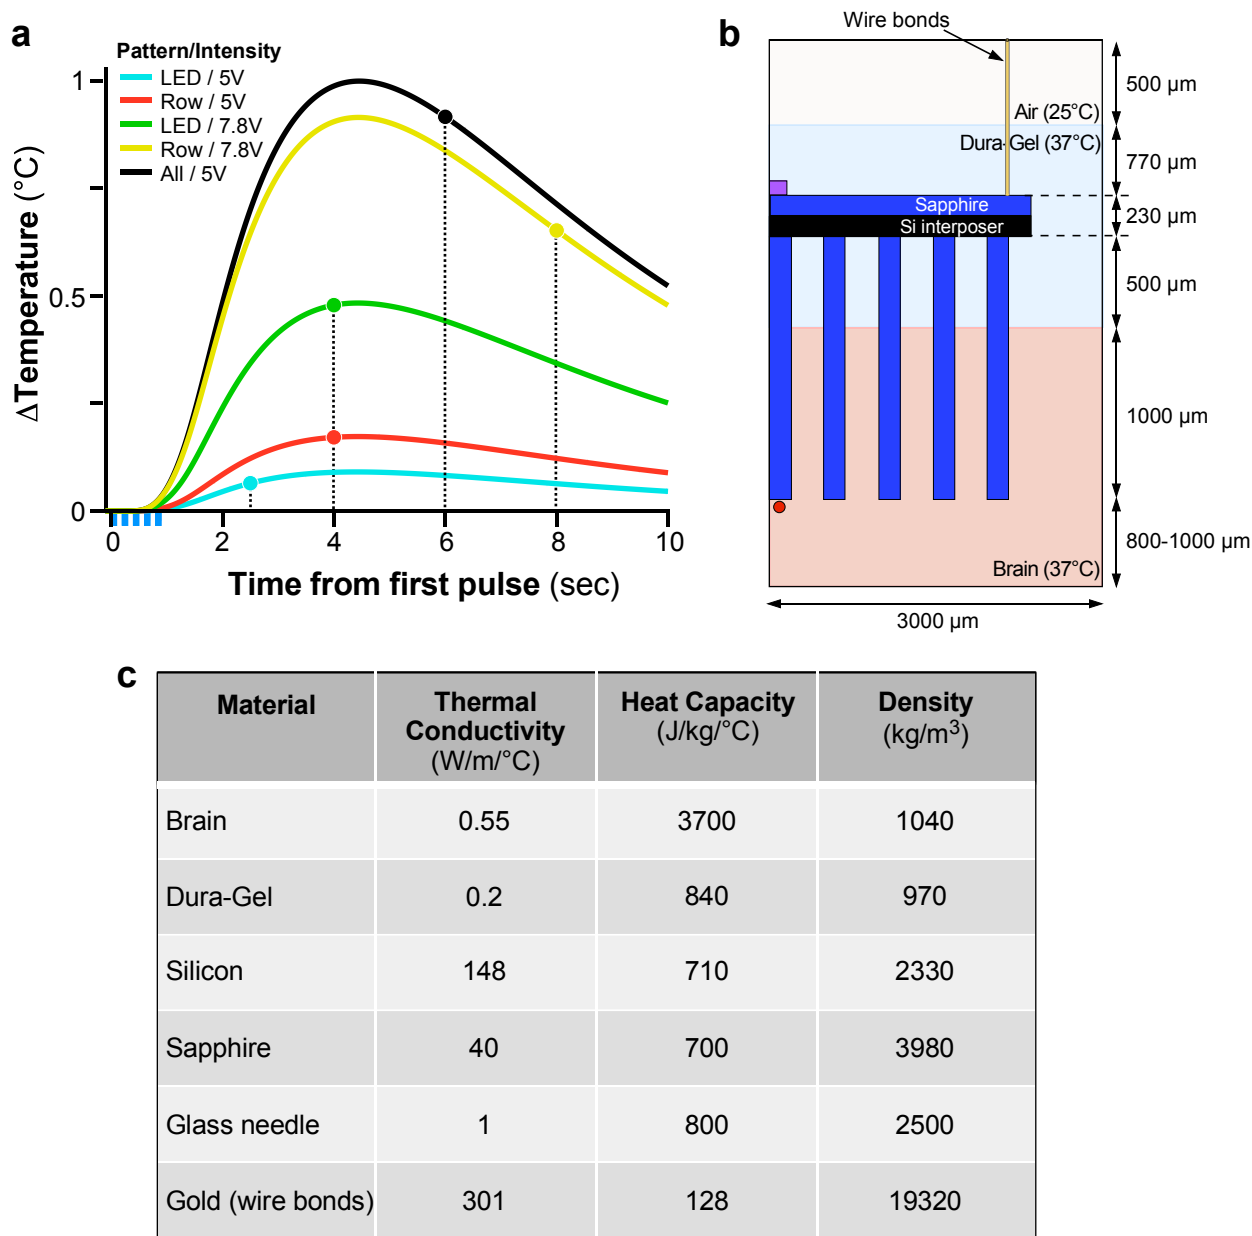 a
Pattern/Intensity
LED / 5V
Row / 5V
LED / 7.8V
Row / 7.8V
All / 5V
1
0.5
0
ΔTemperature (°C)
0 2 4 6 8 10
Time from first pulse (sec)
b
Wire bonds
Air (25°C)
Dura-Gel (37°C)
Sapphire
Si interposer
Brain (37°C)
500 µm
770 µm
230 µm
500 µm
1000 µm
800-1000 µm
3000 µm
c
Material
Thermal
Conductivity
(W/m/°C)
Heat Capacity
(J/kg/°C)
Density
(kg/m³)
Brain 0.55 3700 1040
Dura-Gel 0.2 840 970
Silicon 148 710 2330
Sapphire 40 700 3980
Glass needle 1 800 2500
Gold (wire bonds) 301 128 19320